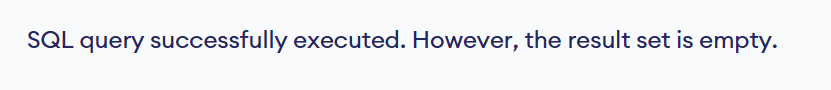 SQL query successfully executed. However, the result set is empty.